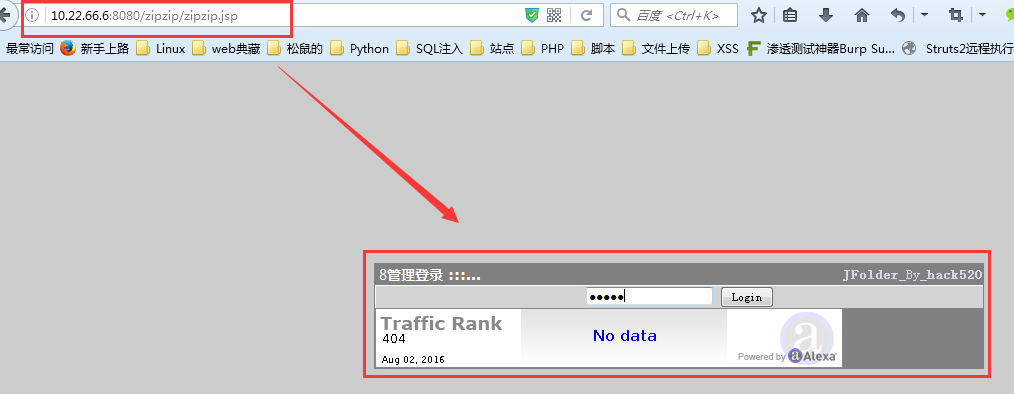 10.22.66.6:8080/zipzip/zipzip.jsp
百度 <Ctrl+K>
最常访问 新手上路 Linux web典藏 松鼠的 Python SQL注入 站点 PHP 脚本 文件上传 XSS 渗透测试神器Burp Su... Struts2远程执行
8管理登录 :::... JFolder_By_hack520
●●●●● Login
Traffic Rank
404
No data
Aug 02, 2016
Powered by a Alexa®